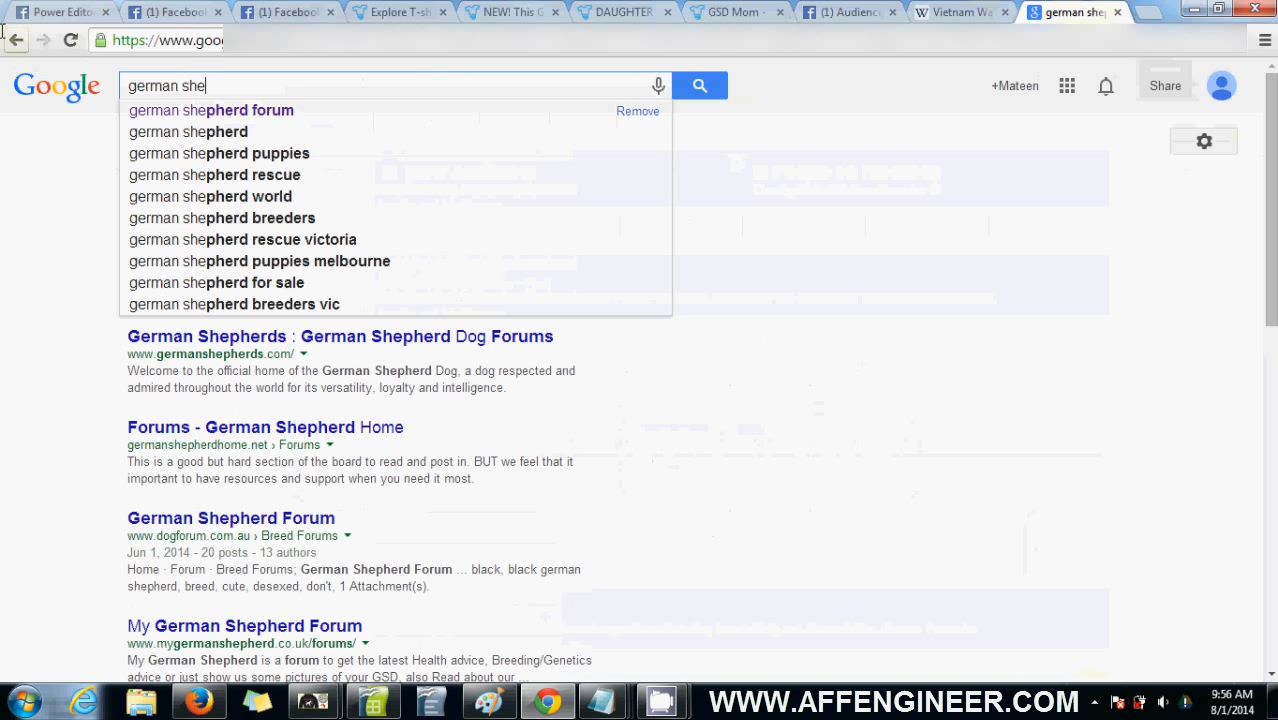 Power Edito
(1) Facebook
(1) Facebook
Explore T-sh
NEW! This G
DAUGHTER
GSD Mom -
(1) Audienc
Vietnam Wa
german shep
https://www.goog
Google
german she
+Mateen
Share
german shepherd forum
Remove
german shepherd
german shepherd puppies
german shepherd rescue
german shepherd world
german shepherd breeders
german shepherd rescue victoria
german shepherd puppies melbourne
german shepherd for sale
german shepherd breeders vic
German Shepherds : German Shepherd Dog Forums
www.germanshepherds.com/
Welcome to the official home of the German Shepherd Dog, a dog respected and
admired throughout the world for its versatility, loyalty and intelligence.
Forums - German Shepherd Home
germanshepherdhome.net › Forums
This is a good but hard section of the board to read and post in. BUT we feel that it
important to have resources and support when you need it most.
German Shepherd Forum
www.dogforum.com.au › Breed Forums
Jun 1, 2014 - 20 posts - 13 authors
Home · Forum · Breed Forums; German Shepherd Forum ... black, black german
shepherd, breed, cute, desexed, don't, 1 Attachment(s).
My German Shepherd Forum
www.mygermanshepherd.co.uk/forums/
My German Shepherd is a forum to get the latest Health advice, Breeding/Genetics
advice or just show us some pictures of your GSD, also Read about our ...
WWW.AFFENGINEER.COM
9:56 AM
8/1/2014